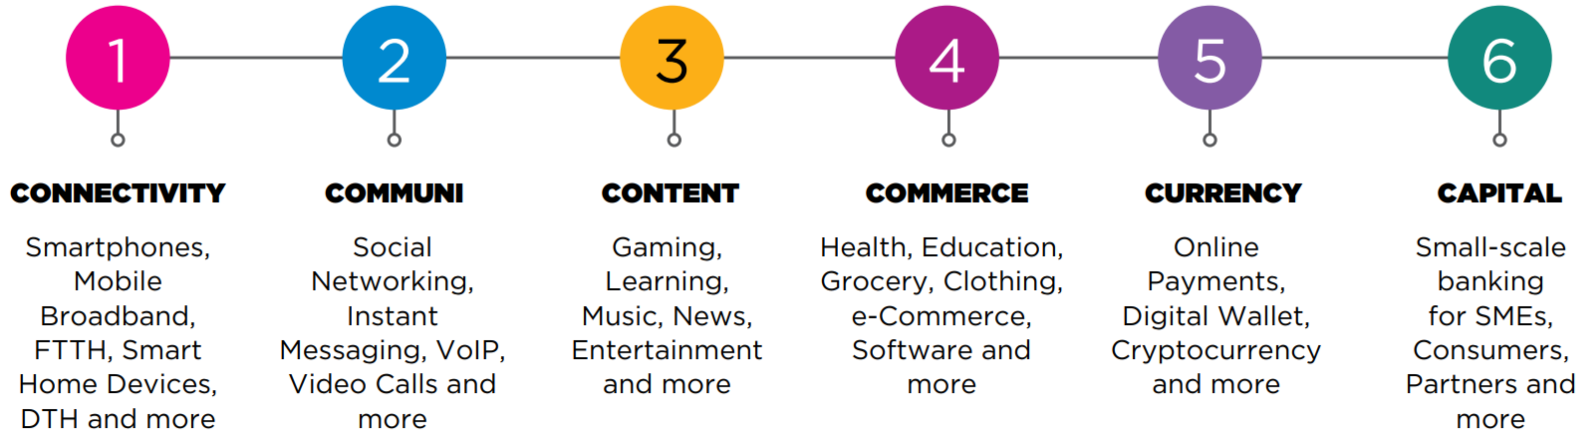 1
CONNECTIVITY
Smartphones,
Mobile
Broadband,
FTTH, Smart
Home Devices,
DTH and more
2
COMMUNI
Social
Networking,
Instant
Messaging, VoIP,
Video Calls and
more
3
CONTENT
Gaming,
Learning,
Music, News,
Entertainment
and more
4
COMMERCE
Health, Education,
Grocery, Clothing,
e-Commerce,
Software and
more
5
CURRENCY
Online
Payments,
Digital Wallet,
Cryptocurrency
and more
6
CAPITAL
Small-scale
banking
for SMEs,
Consumers,
Partners and
more